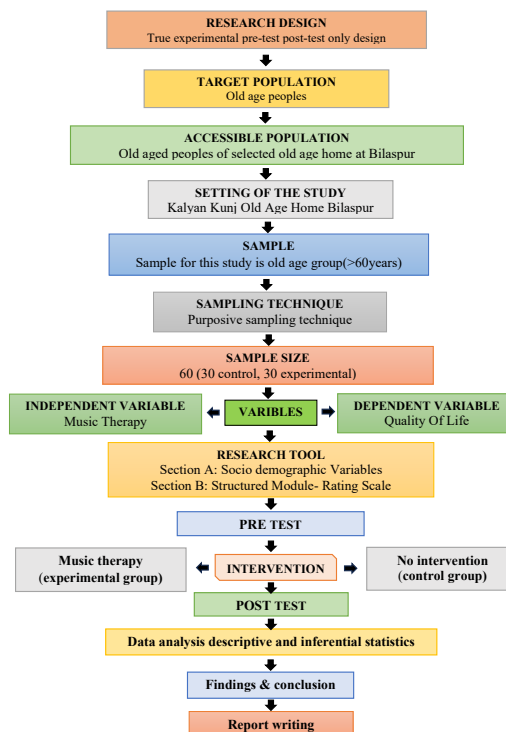 RESEARCH DESIGN
True experimental pre-test post-test only design
TARGET POPULATION
Old age peoples
ACCESSIBLE POPULATION
Old aged peoples of selected old age home at Bilaspur
SETTING OF THE STUDY
Kalyan Kunj Old Age Home Bilaspur
SAMPLE
Sample for this study is old age group(>60years)
SAMPLING TECHNIQUE
Purposive sampling technique
SAMPLE SIZE
60 (30 control, 30 experimental)
INDEPENDENT VARIABLE
Music Therapy
VARIBLES
DEPENDENT VARIABLE
Quality Of Life
RESEARCH TOOL
Section A: Socio demographic Variables
Section B: Structured Module- Rating Scale
PRE TEST
Music therapy
(experimental group)
INTERVENTION
No intervention
(control group)
POST TEST
Data analysis descriptive and inferential statistics
Findings & conclusion
Report writing